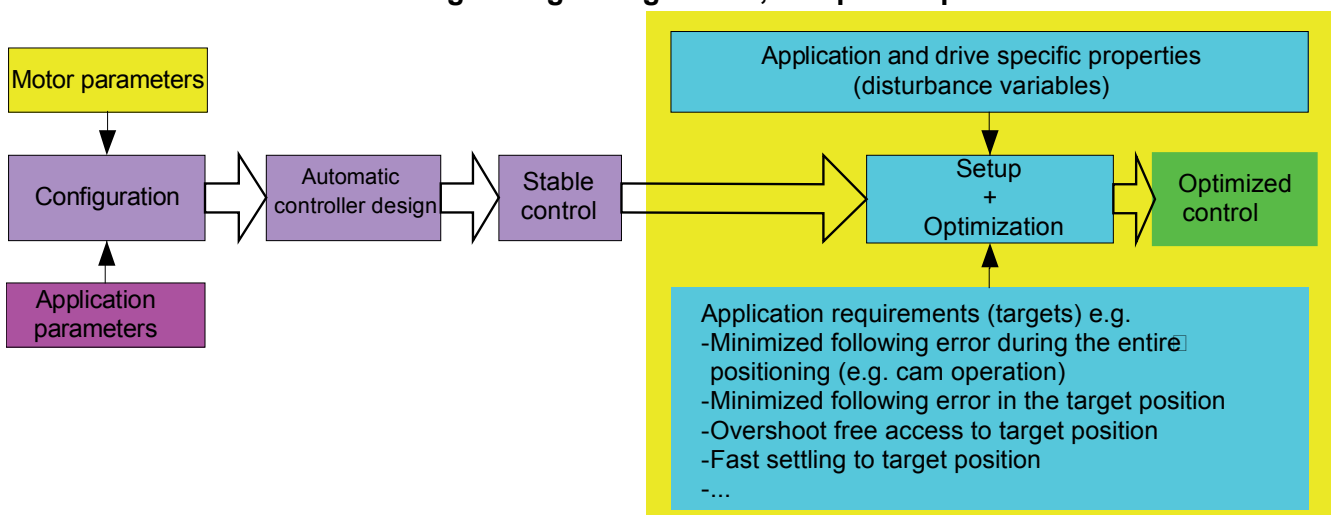 Motor parameters
Application and drive specific properties
(disturbance variables)
Configuration
Automatic
controller design
Stable
control
Setup
+
Optimization
Optimized
control
Application
parameters
Application requirements (targets) e.g.
-Minimized following error during the entire
positioning (e.g. cam operation)
-Minimized following error in the target position
-Overshoot free access to target position
-Fast settling to target position
-...